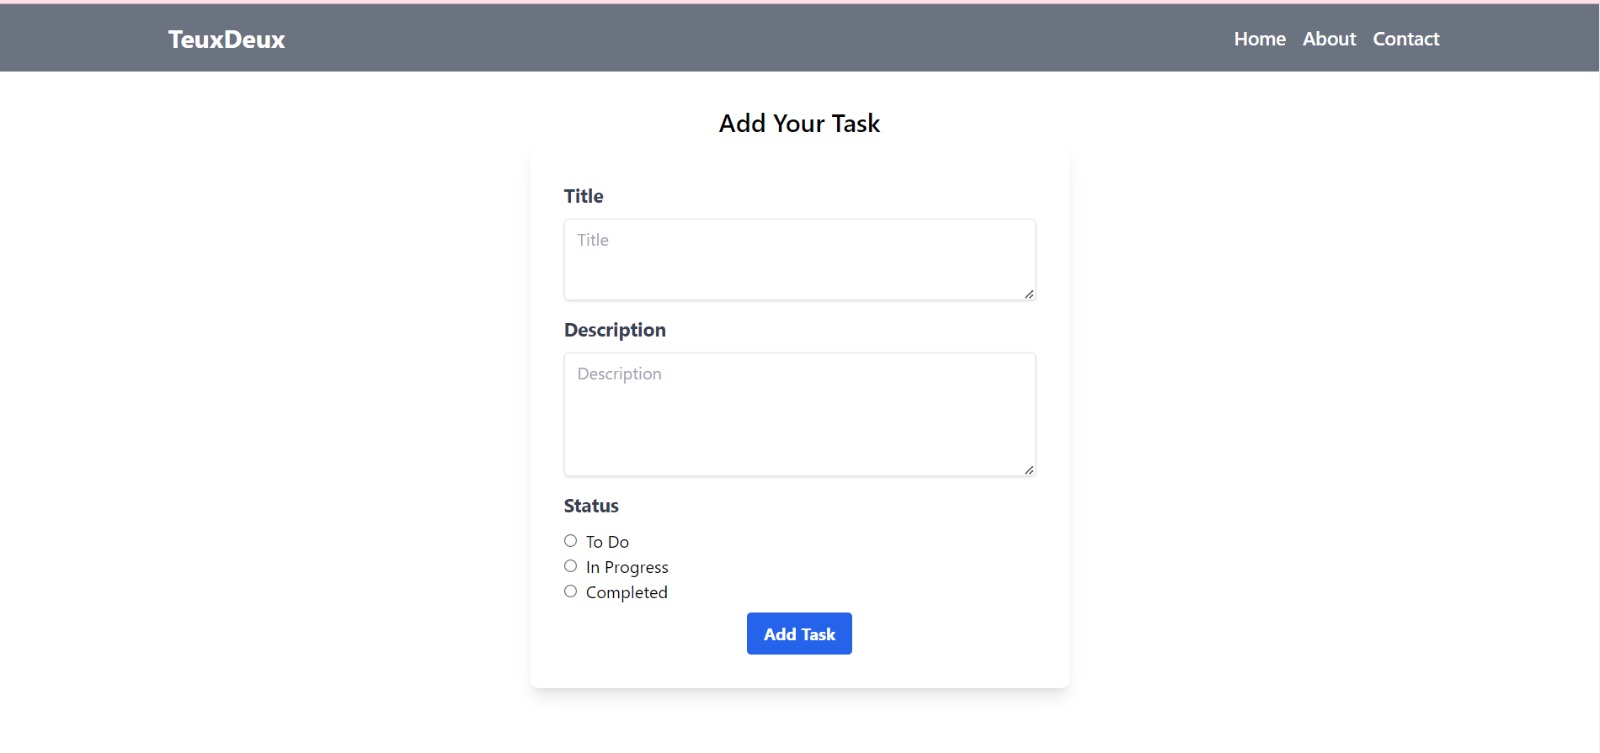 TeuxDeux
Home About Contact
Add Your Task
Title
Title
Description
Description
Status
To Do
In Progress
Completed
Add Task